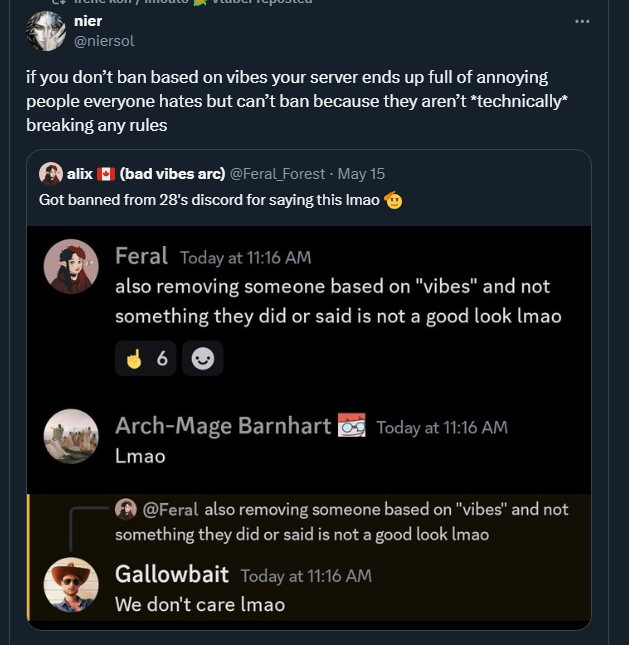 nier
@niersol
if you don’t ban based on vibes your server ends up full of annoying
people everyone hates but can’t ban because they aren’t *technically*
breaking any rules
alix 🇨🇦 (bad vibes arc) @Feral_Forest · May 15
Got banned from 28's discord for saying this lmao 🫡
Feral Today at 11:16 AM
also removing someone based on "vibes" and not
something they did or said is not a good look lmao
☝ 6
Arch-Mage Barnhart Today at 11:16 AM
Lmao
@Feral also removing someone based on "vibes" and not
something they did or said is not a good look lmao
Gallowbait Today at 11:16 AM
We don't care lmao